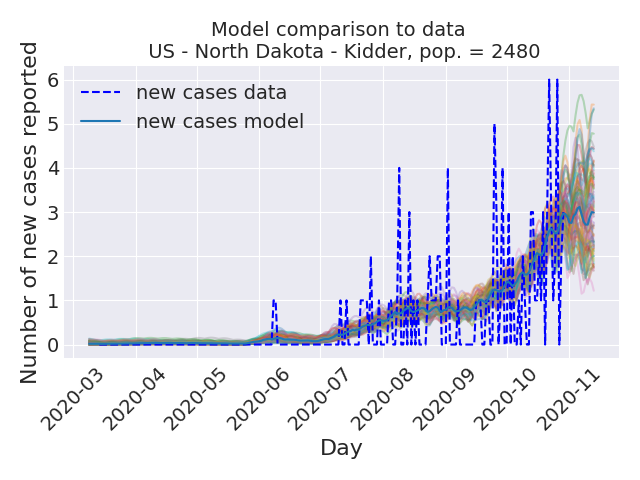 Model comparison to data
US - North Dakota - Kidder, pop. = 2480
Number of new cases reported
6
5
4
3
2
1
0
new cases data
new cases model
2020-03
2020-04
2020-05
2020-06
2020-07
2020-08
2020-09
2020-10
2020-11
Day